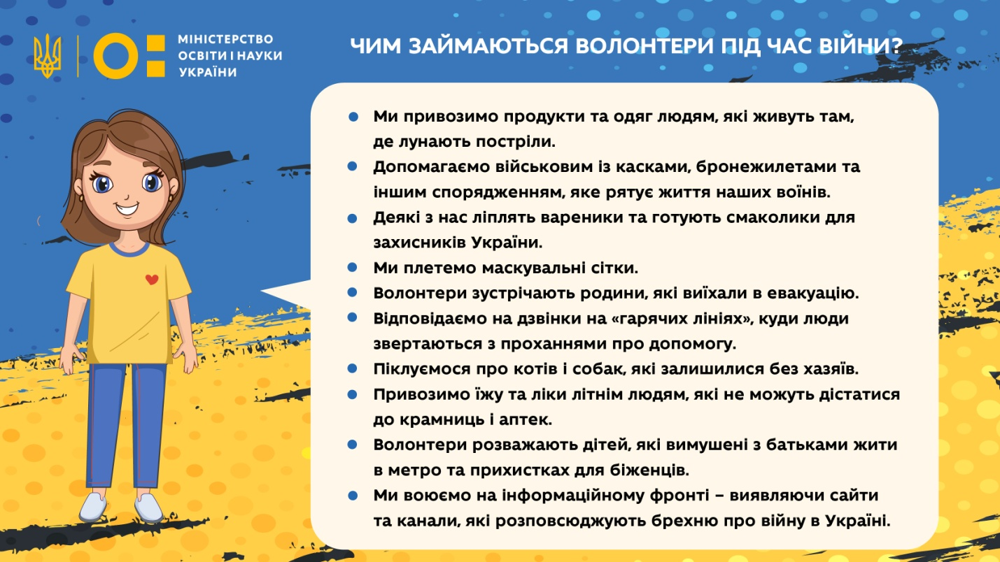 МІНІСТЕРСТВО
ОСВІТИ І НАУКИ
УКРАЇНИ
ЧИМ ЗАЙМАЮТЬСЯ ВОЛОНТЕРИ ПІД ЧАС ВІЙНИ?
• Ми привозимо продукти та одяг людям, які живуть там,
де лунають постріли.
• Допомагаємо військовим із касками, бронежилетами та
іншим спорядженням, яке рятує життя наших воїнів.
• Деякі з нас ліплять вареники та готують смаколики для
захисників України.
• Ми плетемо маскувальні сітки.
• Волонтери зустрічають родини, які виїхали в евакуацію.
• Відповідаємо на дзвінки на «гарячих лініях», куди люди
звертаються з проханнями про допомогу.
• Піклуємося про котів і собак, які залишилися без хазяїв.
• Привозимо їжу та ліки літнім людям, які не можуть дістатися
до крамниць і аптек.
• Волонтери розважають дітей, які вимушені з батьками жити
в метро та прихистках для біженців.
• Ми воюємо на інформаційному фронті – виявляючи сайти
та канали, які розповсюджують брехню про війну в Україні.